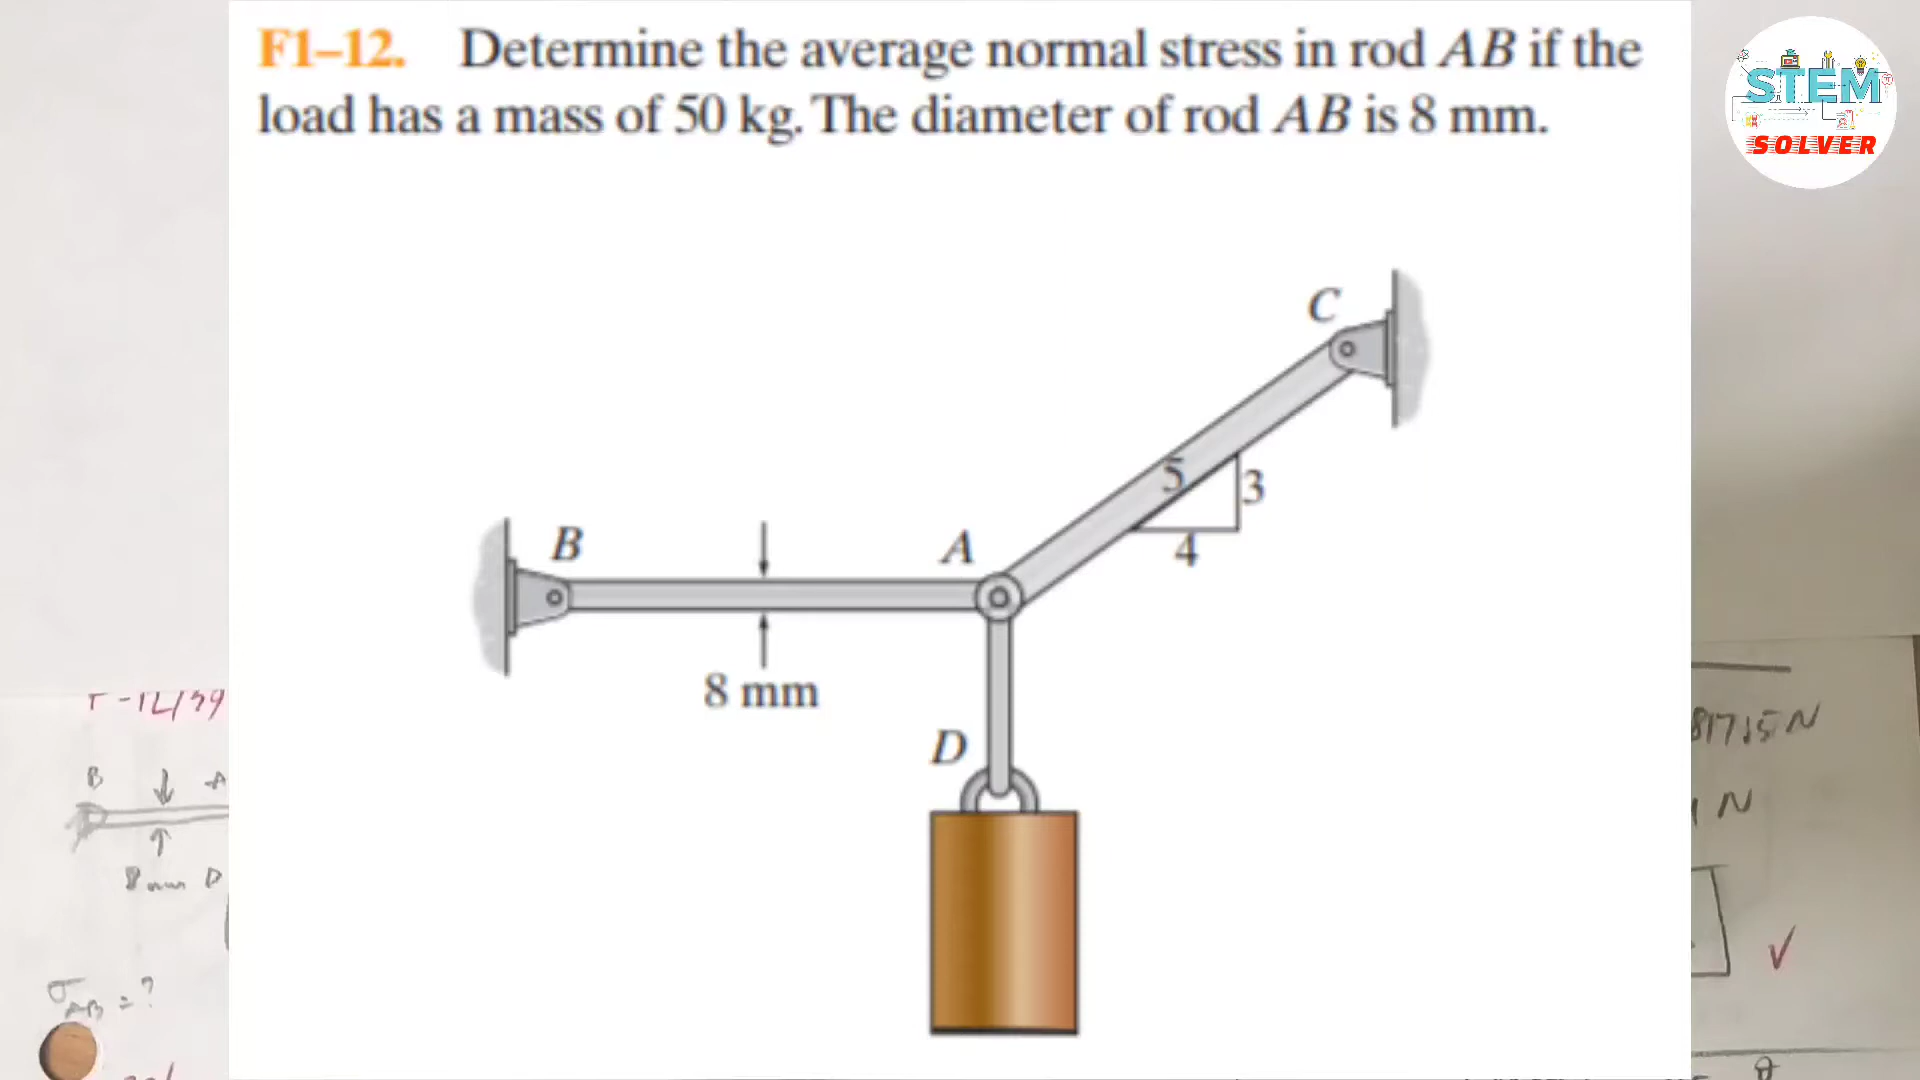 F1–12. Determine the average normal stress in rod AB if the
load has a mass of 50 kg. The diameter of rod AB is 8 mm.
STEM
SOLVER
C
5
3
4
B
A
8 mm
D
B
8 mm D
σAB = ?
N